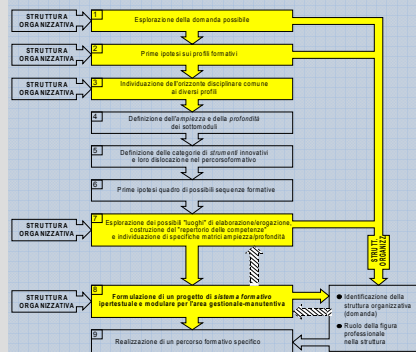 STRUTTURA
ORGANIZZATIVA
1
Esplorazione della domanda possibile
STRUTTURA
ORGANIZZATIVA
2
Prime ipotesi sui profili formativi
STRUTTURA
ORGANIZZATIVA
3
Individuazione dell'orizzonte disciplinare comune
ai diversi profili
4
Definizione dell'ampiezza e della profondità
dei sottomoduli
5
Definizione delle categorie di strumenti innovativi
e loro dislocazione nel percorsoformativo
6
Prime ipotesi quadro di possibili sequenze formative
STRUTTURA
ORGANIZZATIVA
7
Esplorazione dei possibili "luoghi" di elaborazione/erogazione,
costruzione del "repertorio delle competenze"
e individuazione di specifiche matrici ampiezza/profondità
STRUTT.
ORGANIZZ
STRUTTURA
ORGANIZZATIVA
8
Formulazione di un progetto di sistema formativo
ipertestuale e modulare per l'area gestionale-manutentiva
● Identificazione della
struttura organizzativa
(domanda)
● Ruolo della figura
professionale
nella struttura
9
Realizzazione di un percorso formativo specifico